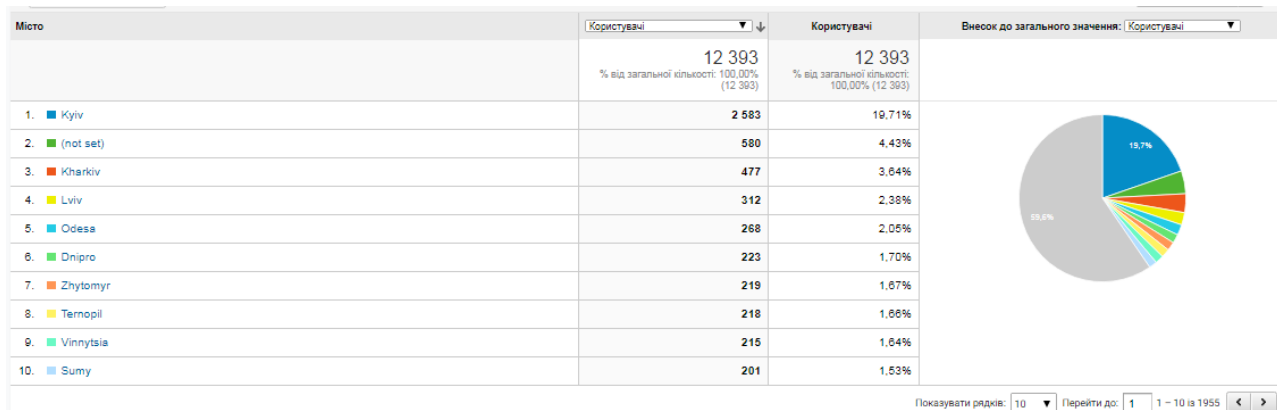 Місто Користувачі ▼ Користувачі Внесок до загального значення: Користувачі ▼
12 393 12 393
% від загальної кількості: 100,00% (12 393)
% від загальної кількості: 100,00% (12 393)
1. Kyiv 2 583 19,71%
2. (not set) 580 4,43%
3. Kharkiv 477 3,64%
4. Lviv 312 2,38%
5. Odesa 268 2,05%
6. Dnipro 223 1,70%
7. Zhytomyr 219 1,67%
8. Ternopil 218 1,66%
9. Vinnytsia 215 1,64%
10. Sumy 201 1,53%
19,7%
59,6%
Показувати рядків: 10 ▼ Перейти до: 1 1 – 10 із 1955 < >